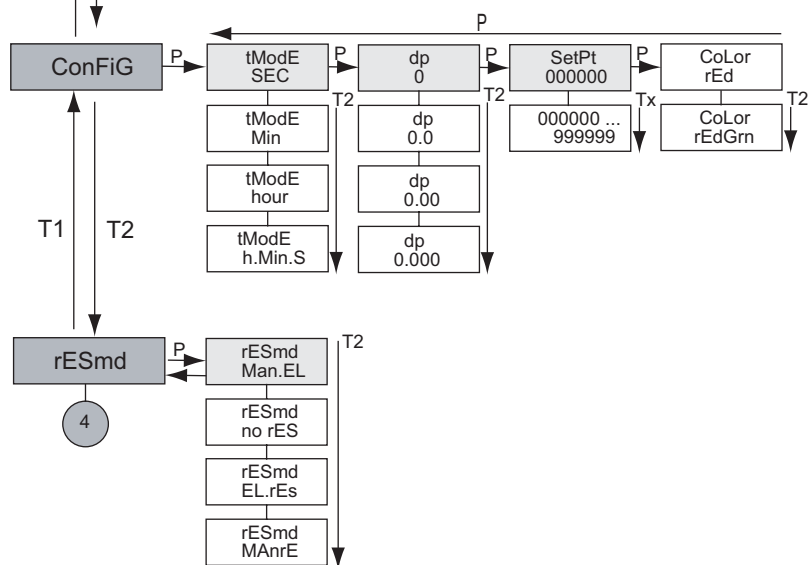 P
ConFiG
P
tModE
SEC
P
dp
0
P
SetPt
000000
P
CoLor
rEd
T2
T2
Tx
T2
tModE
Min
dp
0.0
000000 ...
999999
CoLor
rEdGrn
tModE
hour
dp
0.00
tModE
h.Min.S
dp
0.000
T1
T2
rESmd
P
rESmd
Man.EL
T2
4
rESmd
no rES
rESmd
EL.rEs
rESmd
MAnrE